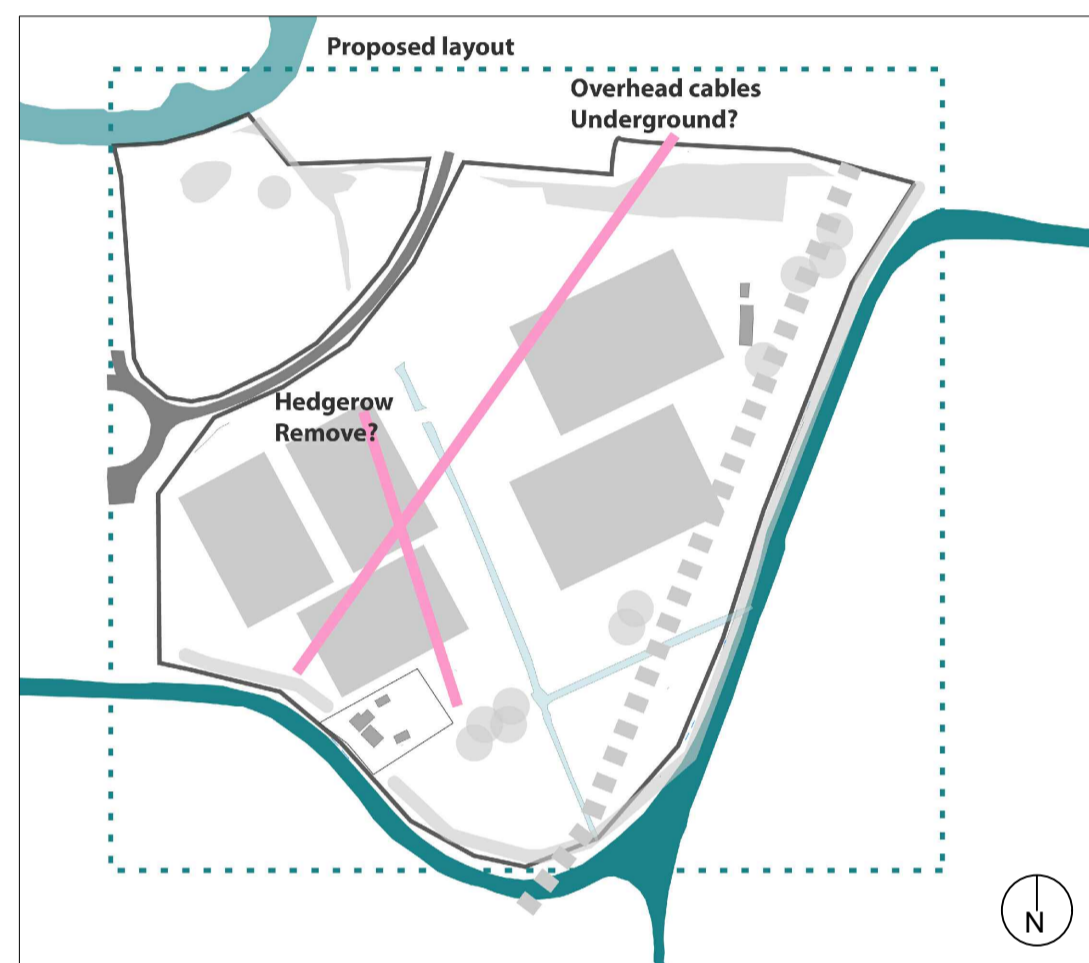 Proposed layout
Overhead cables
Underground?
Hedgerow
Remove?
N